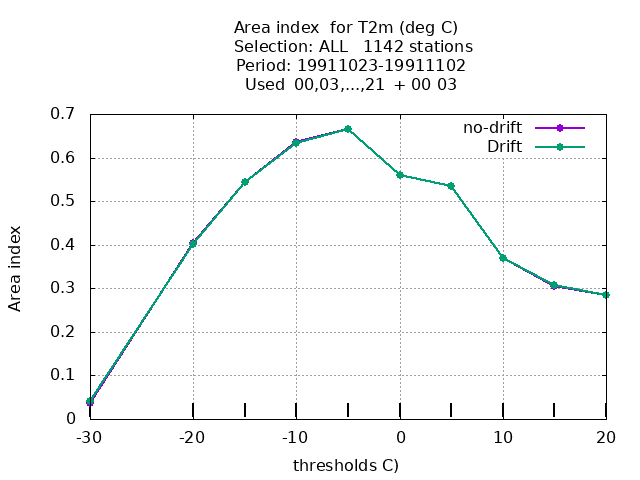 Area index  for T2m (deg C)
Selection: ALL   1142 stations
Period: 19911023-19911102
Used  00,03,...,21  + 00 03
no-drift
Drift
0.7
0.6
0.5
0.4
0.3
0.2
0.1
0
Area index
-30
-20
-10
0
10
20
thresholds C)